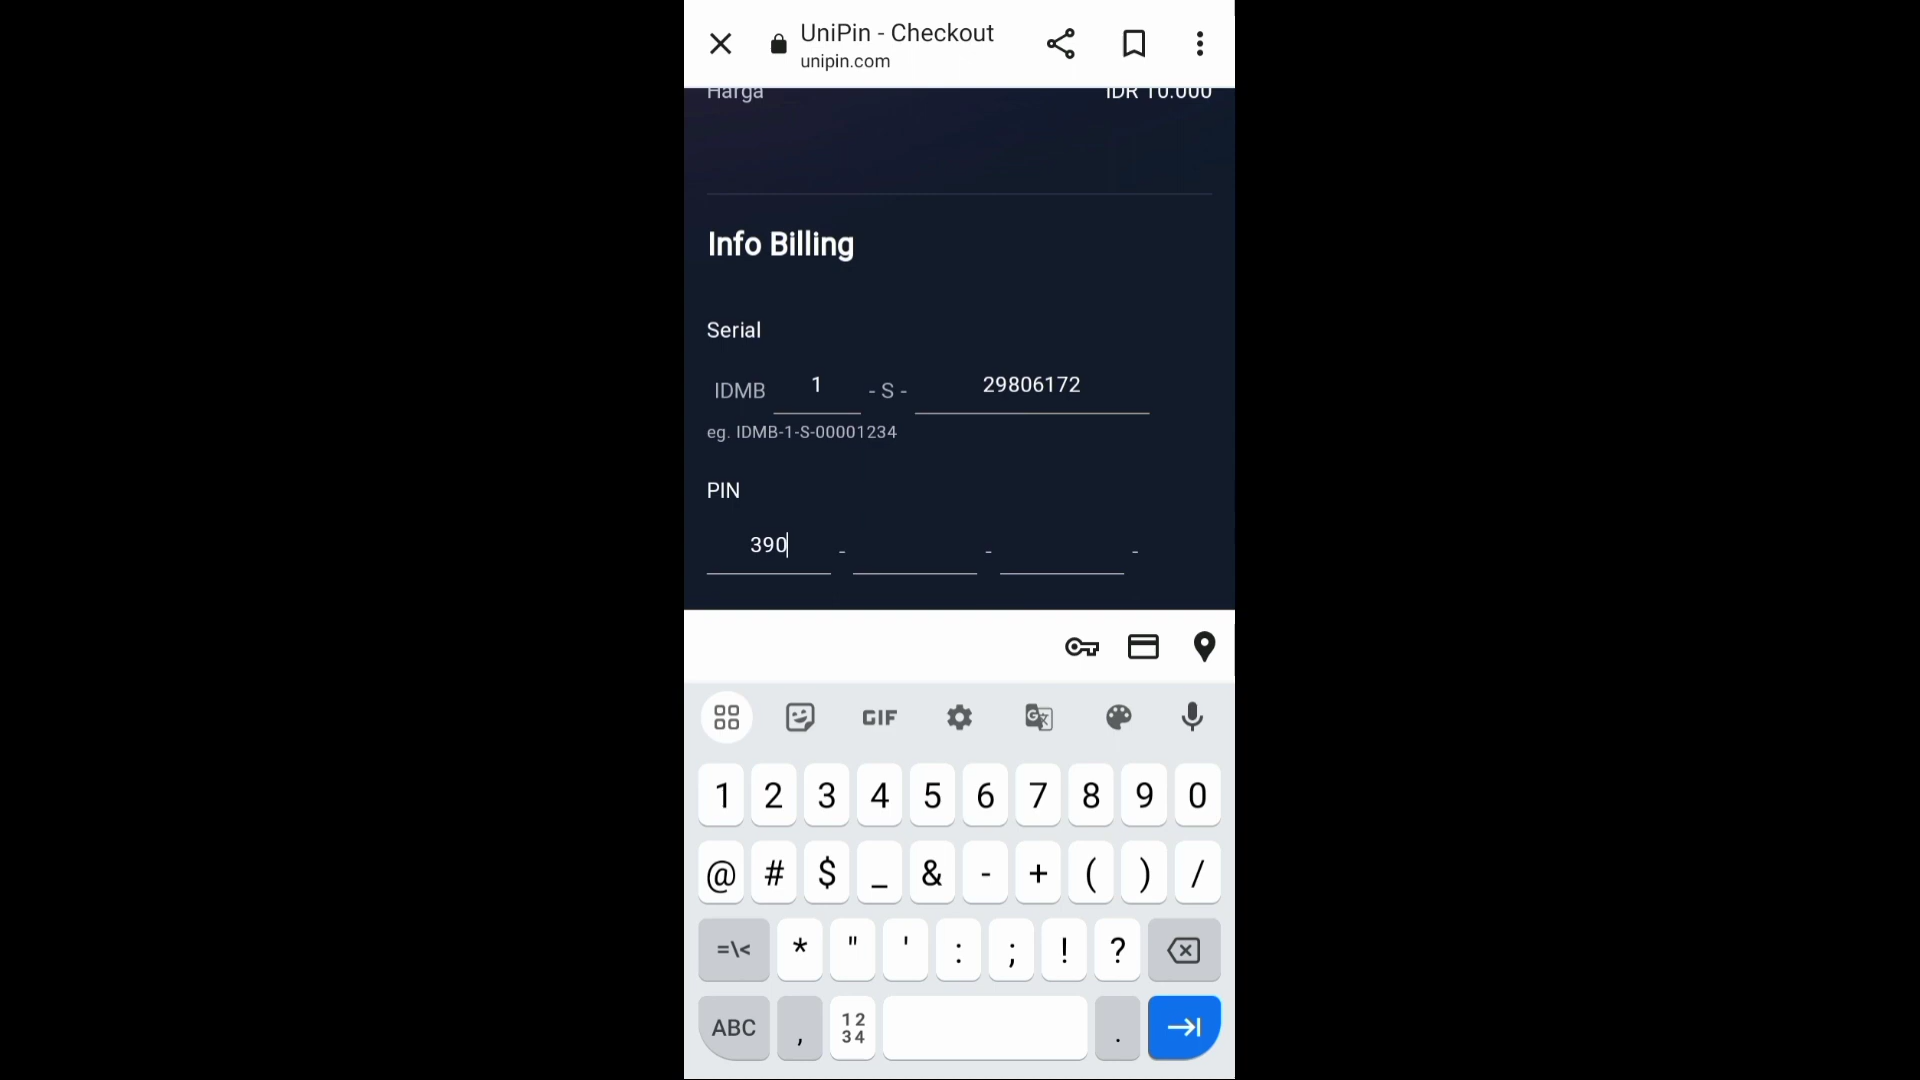 UniPin - Checkout
unipin.com
Harga IDR 10.000
Info Billing
Serial
IDMB 1 - S - 29806172
eg. IDMB-1-S-00001234
PIN
390 - - -
GIF
1 2 3 4 5 6 7 8 9 0
@ # $ _ & - + ( ) /
=\< * " ' : ; ! ?
ABC , 12 34 .